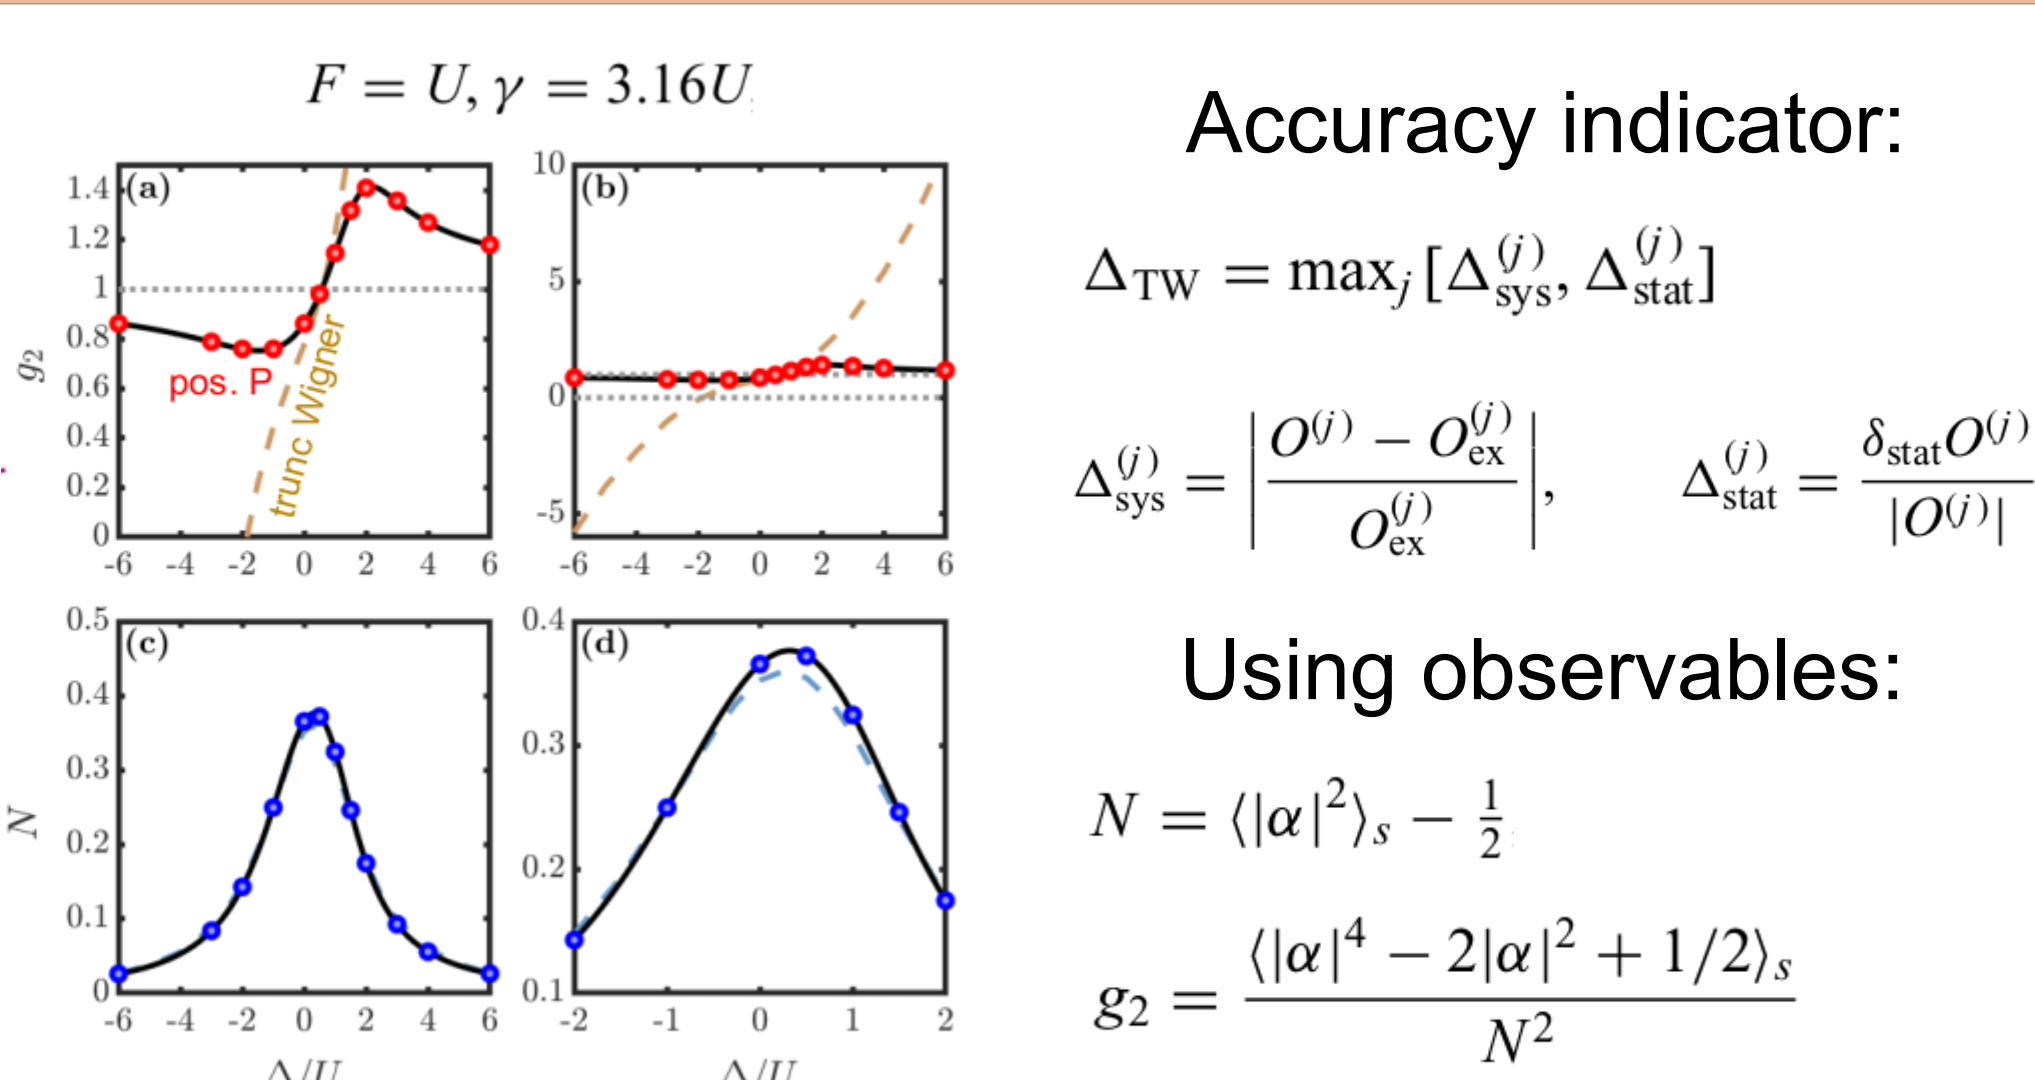 F = U, γ = 3.16U
(a)
1.4
1.2
1
0.8
0.6
0.4
0.2
0
g₂
pos. P
trunc Wigner
-6 -4 -2 0 2 4 6
(b)
10
5
0
-5
-6 -4 -2 0 2 4 6
(c)
0.5
0.4
0.3
0.2
0.1
0
N
-6 -4 -2 0 2 4 6
Δ/U
(d)
0.4
0.3
0.2
0.1
-2 -1 0 1 2
Δ/U
Accuracy indicator:
Δ_TW = max_j [Δ_sys^(j), Δ_stat^(j)]
Δ_sys^(j) = |(O^(j) − O_ex^(j)) / O_ex^(j)|, Δ_stat^(j) = δ_stat O^(j) / |O^(j)|
Using observables:
N = ⟨|α|²⟩_s − 1/2
g₂ = ⟨|α|⁴ − 2|α|² + 1/2⟩_s / N²